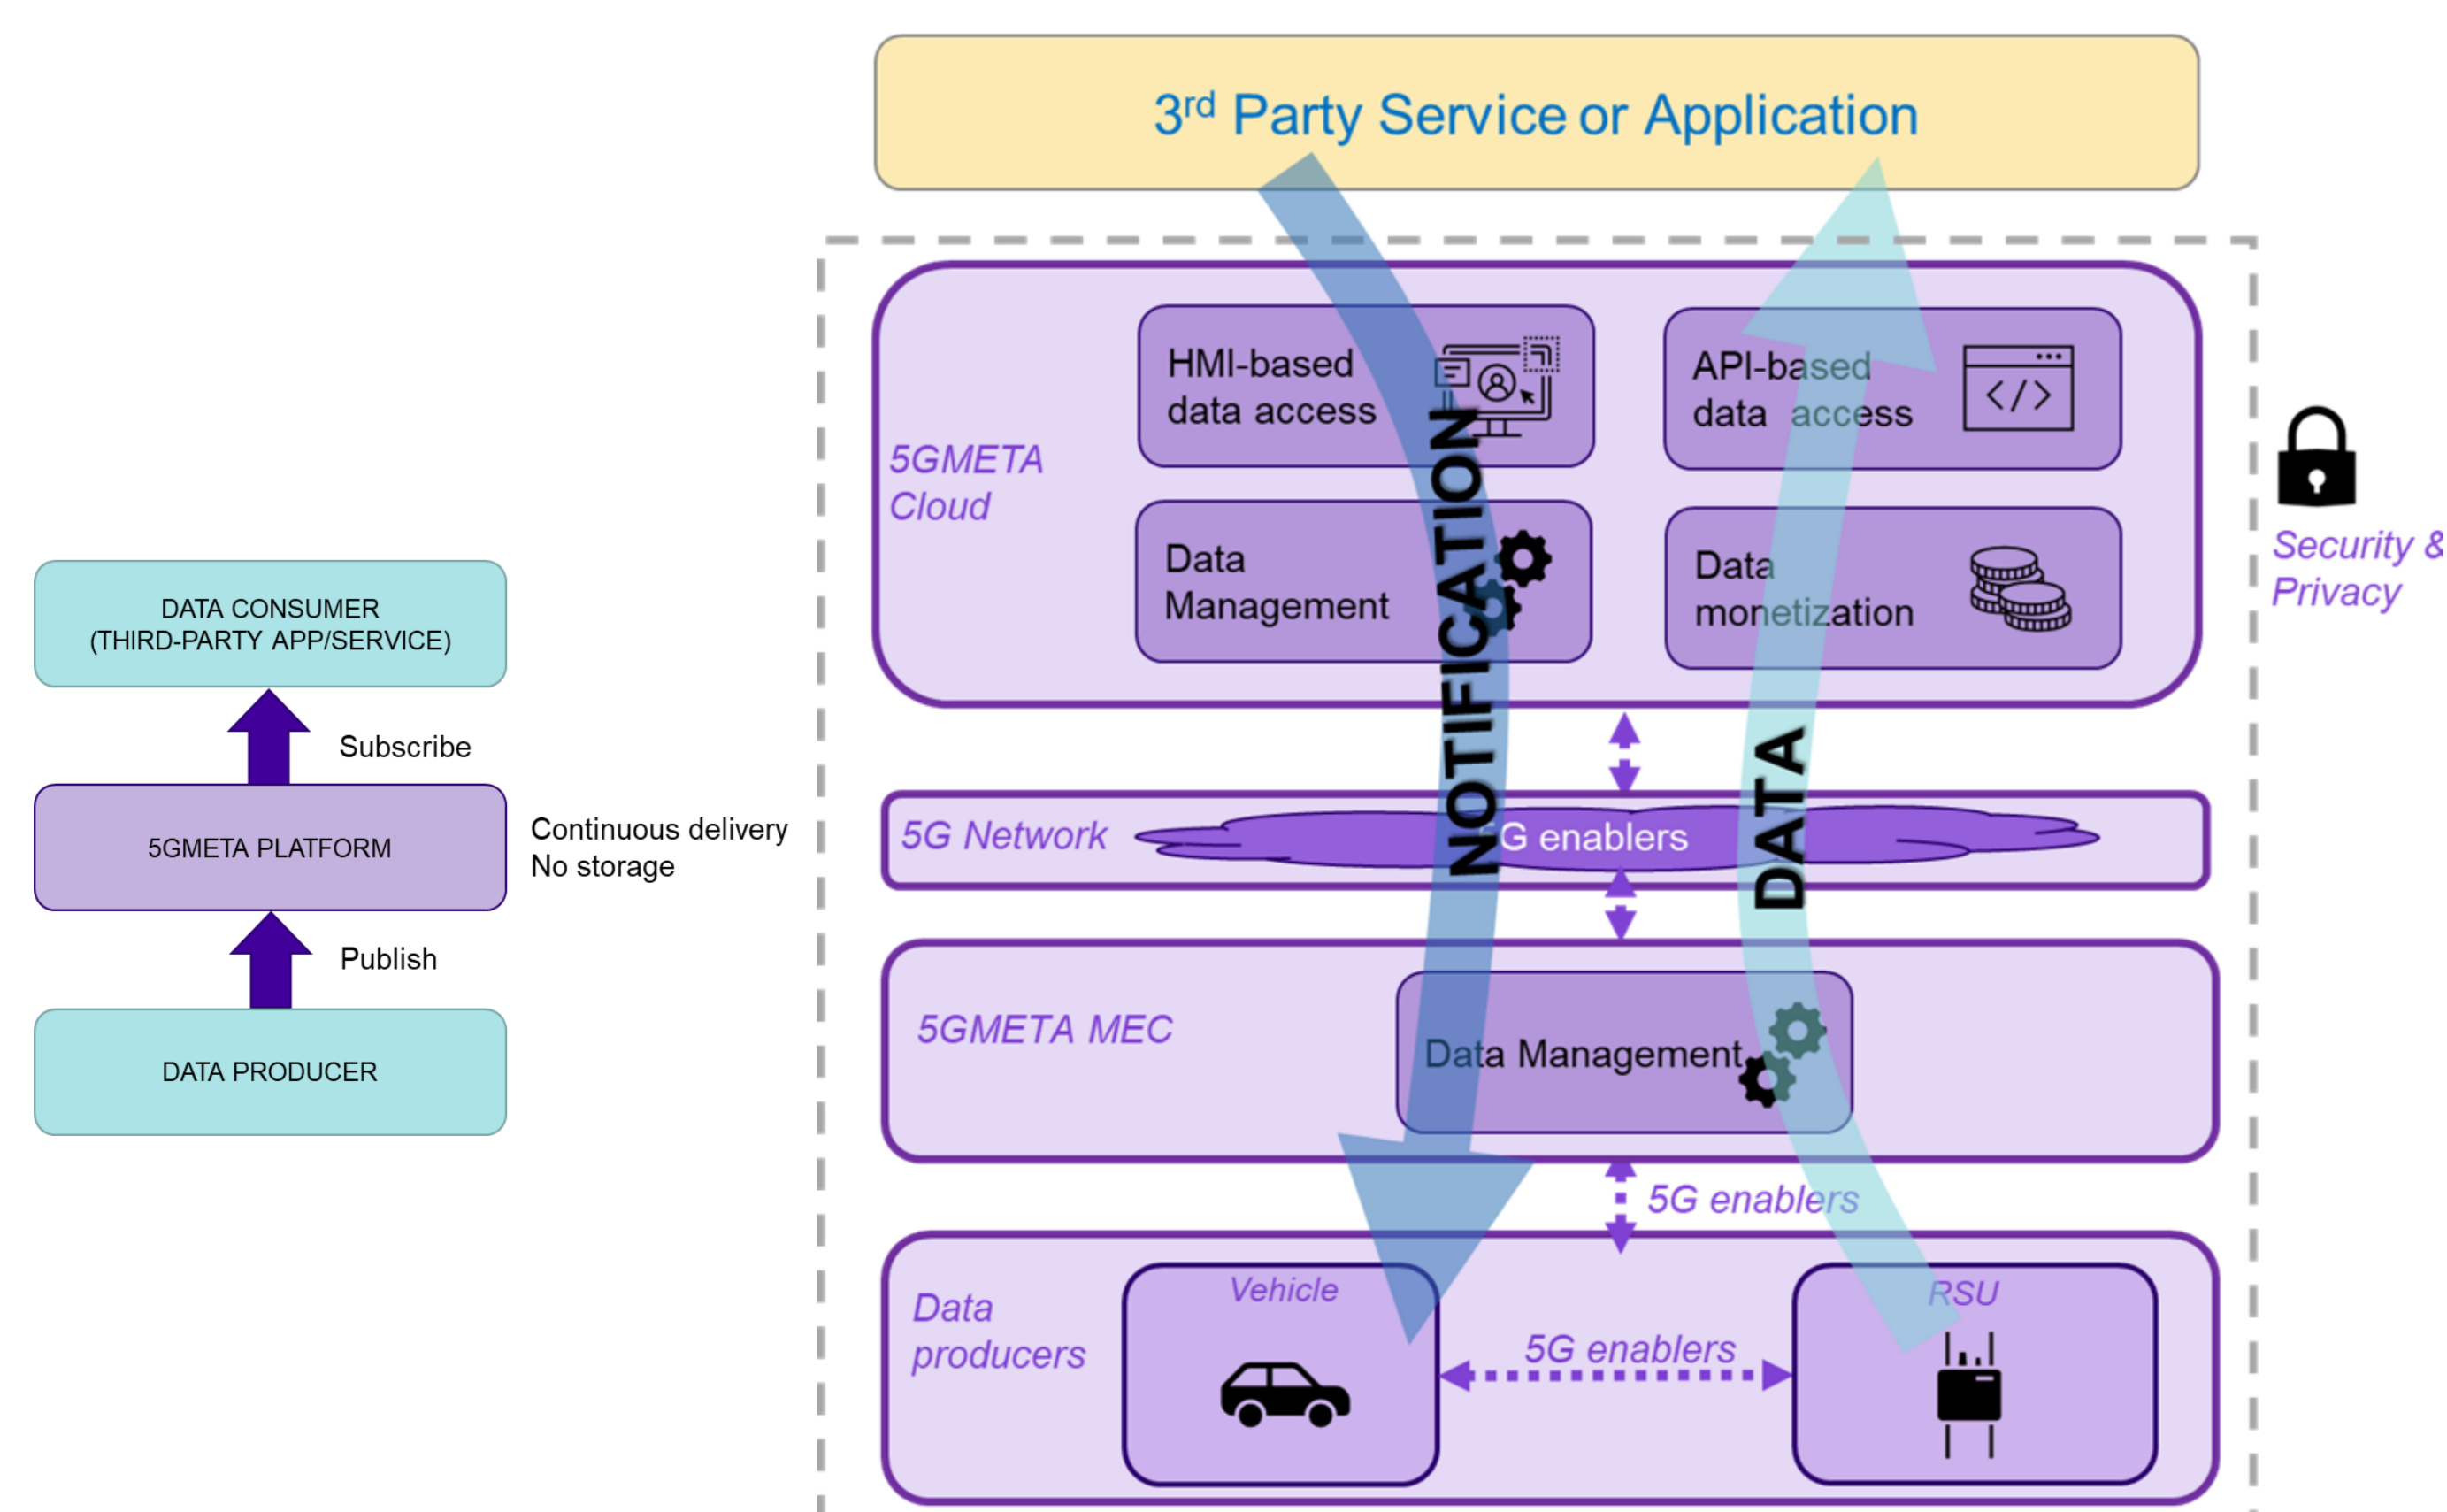 3rd Party Service or Application
HMI-based
data access
API-based
data access
5GMETA
Cloud
Data
Management
Data
monetization
NOTIFICATION
DATA
Security &
Privacy
5G Network
5G enablers
5GMETA MEC
Data Management
5G enablers
Data
producers
Vehicle
5G enablers
RSU
DATA CONSUMER
(THIRD-PARTY APP/SERVICE)
Subscribe
5GMETA PLATFORM
Continuous delivery
No storage
Publish
DATA PRODUCER